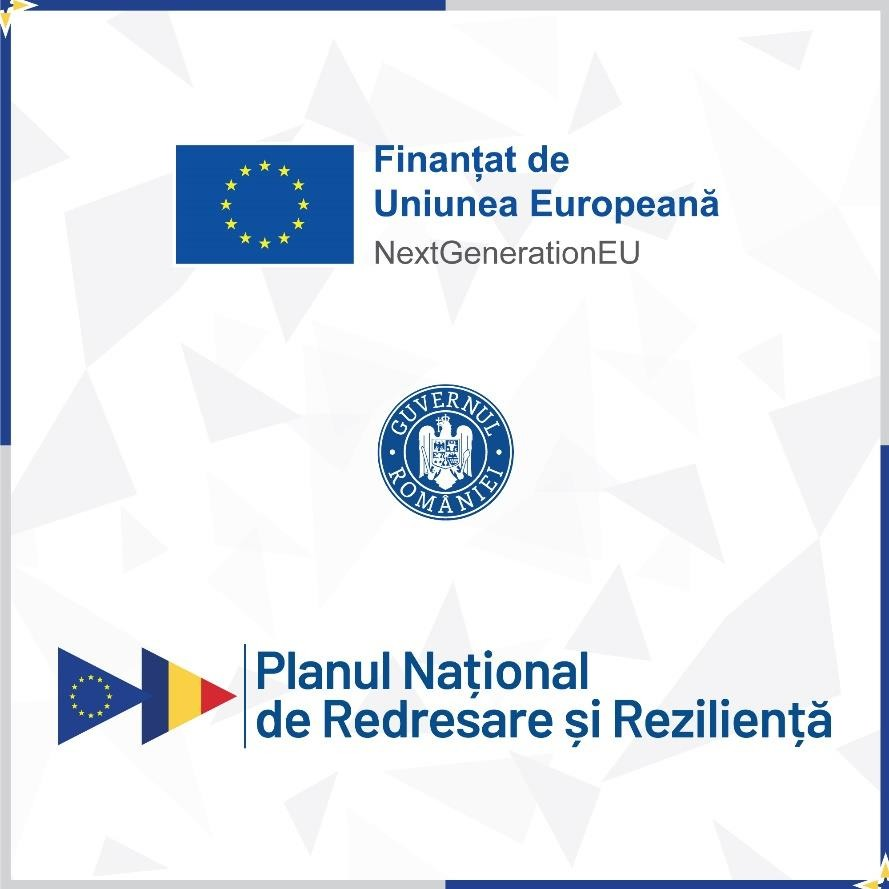 Finanțat de
Uniunea Europeană
NextGenerationEU
GUVERNUL
ROMÂNIEI
Planul Național
de Redresare și Reziliență